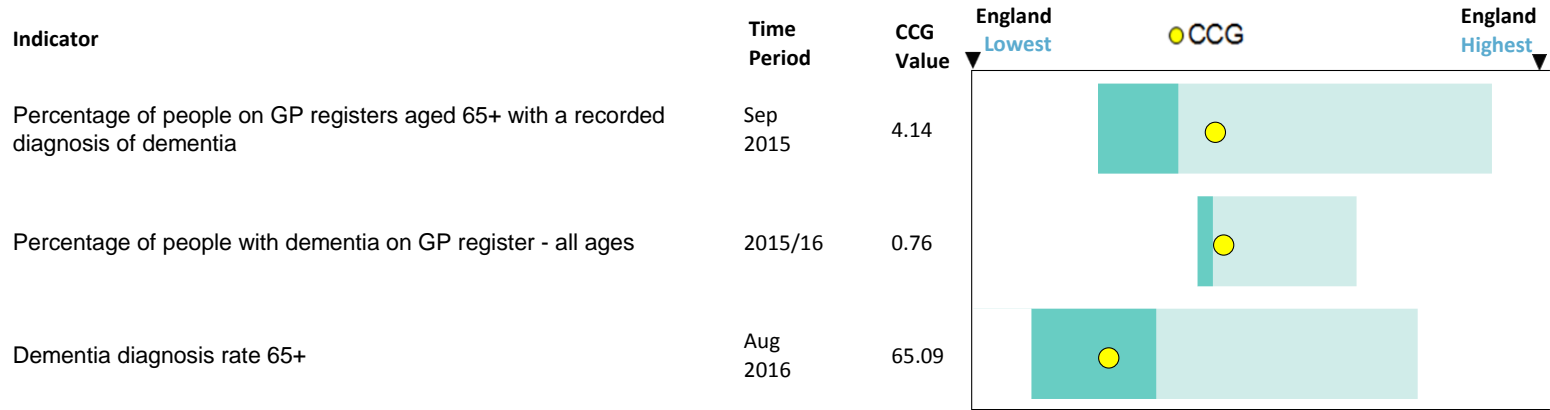 Indicator
Time Period
CCG Value
England Lowest
CCG
England Highest
Percentage of people on GP registers aged 65+ with a recorded
diagnosis of dementia
Sep
2015
4.14
Percentage of people with dementia on GP register - all ages
2015/16
0.76
Dementia diagnosis rate 65+
Aug
2016
65.09